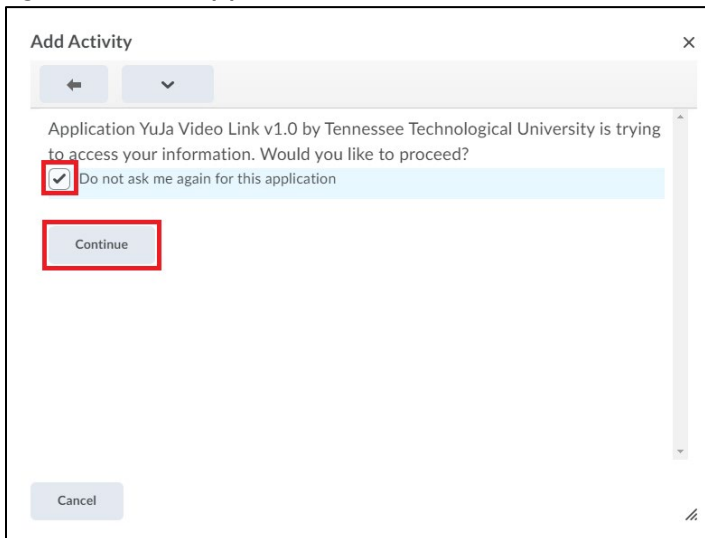 Add Activity
Application YuJa Video Link v1.0 by Tennessee Technological University is trying
to access your information. Would you like to proceed?
Do not ask me again for this application
Continue
Cancel